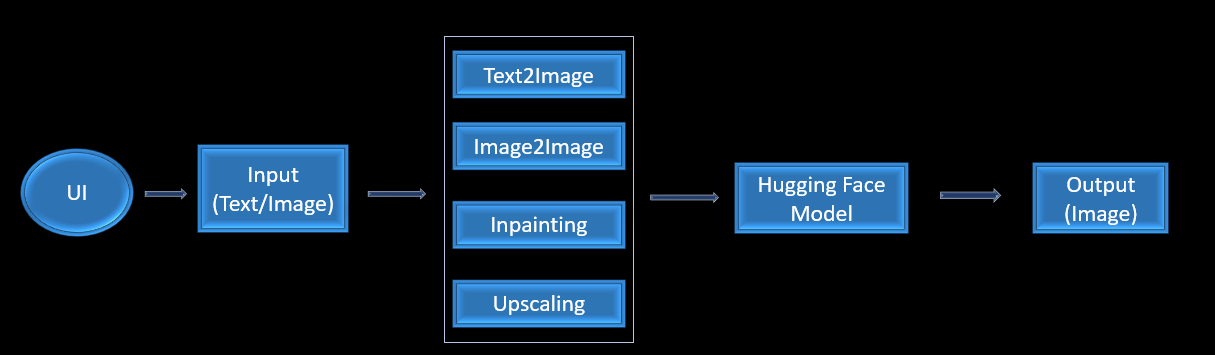 UI
Input
(Text/Image)
Text2Image
Image2Image
Inpainting
Upscaling
Hugging Face
Model
Output
(Image)